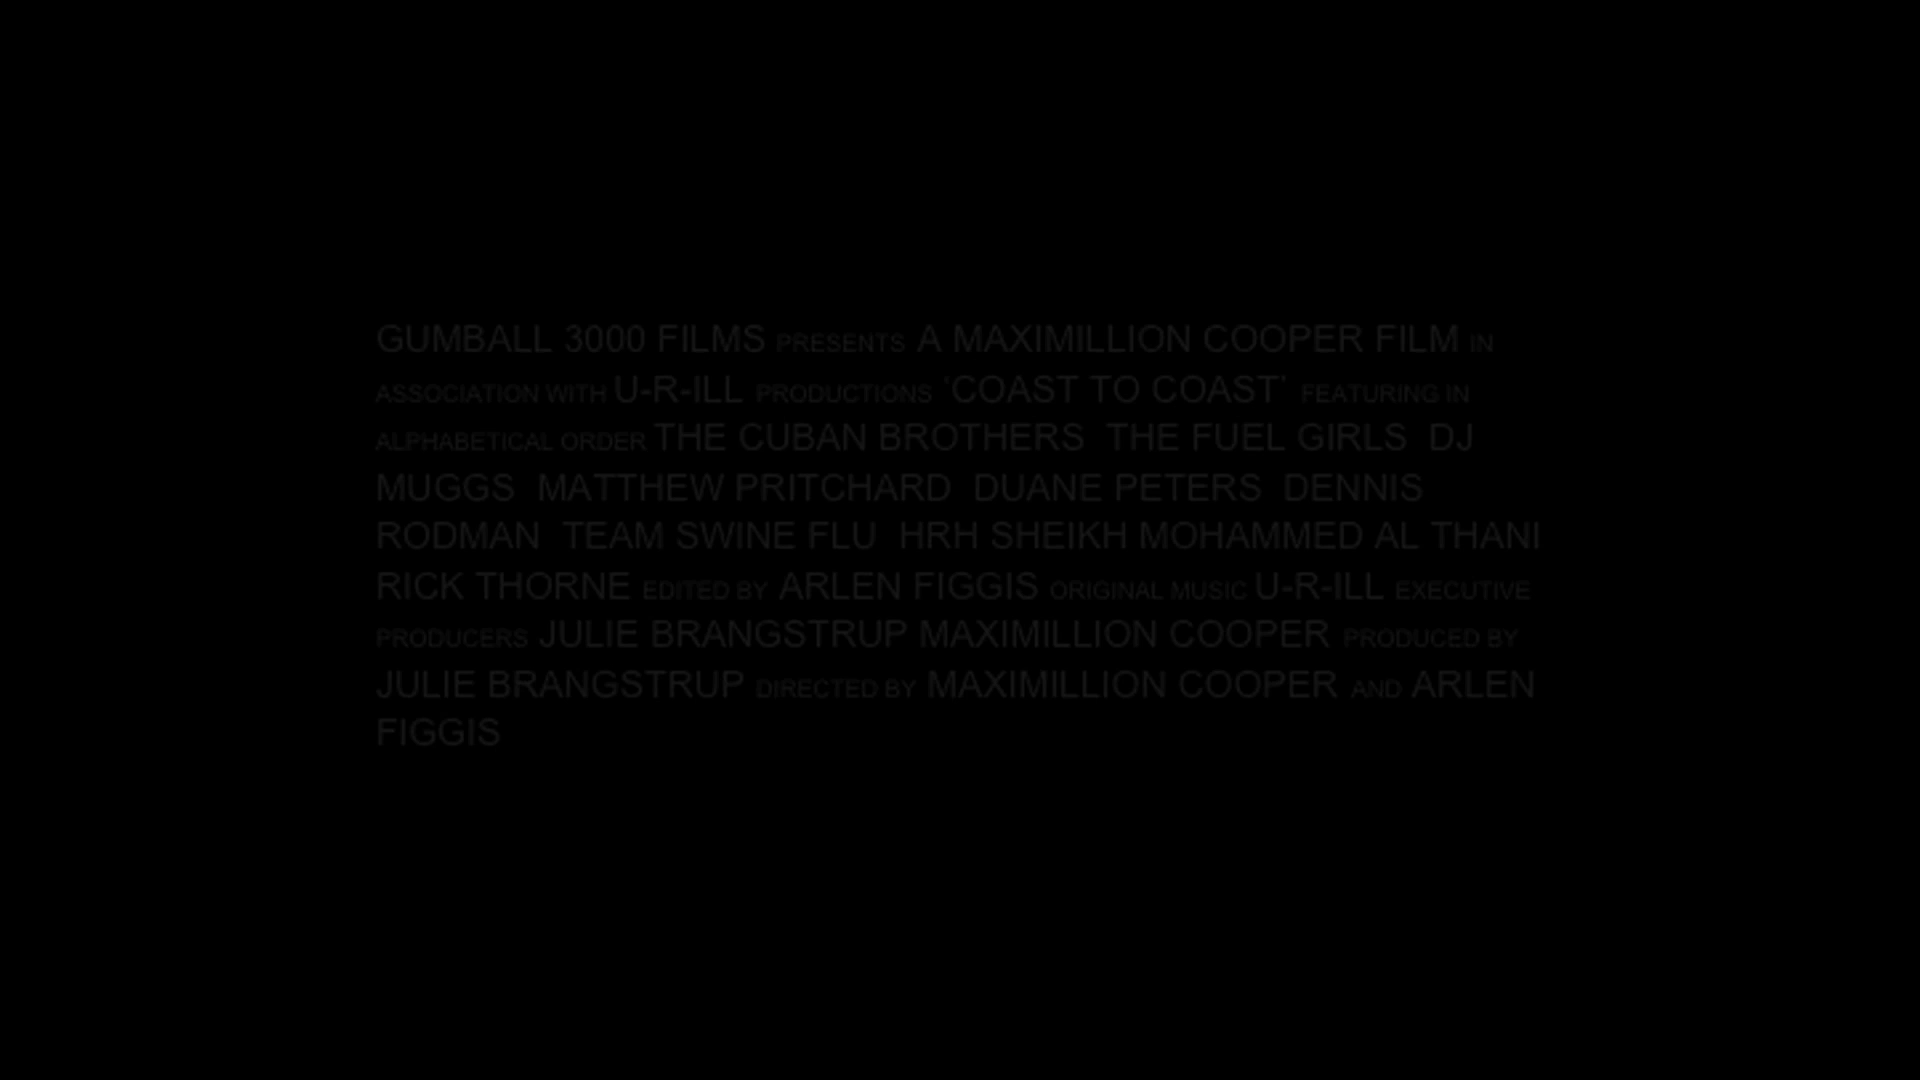 GUMBALL 3000 FILMS PRESENTS A MAXIMILLION COOPER FILM IN
ASSOCIATION WITH U-R-ILL PRODUCTIONS 'COAST TO COAST' FEATURING IN
ALPHABETICAL ORDER THE CUBAN BROTHERS THE FUEL GIRLS DJ
MUGGS MATTHEW PRITCHARD DUANE PETERS DENNIS
RODMAN TEAM SWINE FLU HRH SHEIKH MOHAMMED AL THANI
RICK THORNE EDITED BY ARLEN FIGGIS ORIGINAL MUSIC U-R-ILL EXECUTIVE
PRODUCERS JULIE BRANGSTRUP MAXIMILLION COOPER PRODUCED BY
JULIE BRANGSTRUP DIRECTED BY MAXIMILLION COOPER AND ARLEN
FIGGIS